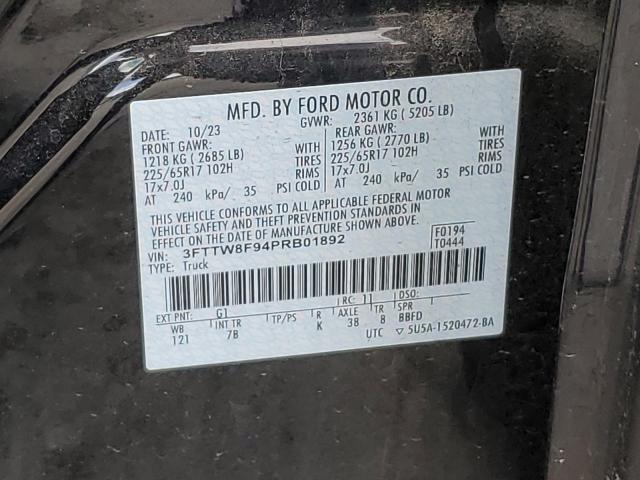 MFD. BY FORD MOTOR CO.
DATE: 10/23 GVWR: 2361 KG ( 5205 LB)
FRONT GAWR: WITH REAR GAWR: WITH
1218 KG ( 2685 LB) TIRES 1256 KG ( 2770 LB) TIRES
225/65R17 102H RIMS 225/65R17 102H RIMS
17x7.0J 17x7.0J
AT 240 kPa/ 35 PSI COLD AT 240 kPa/ 35 PSI COLD
THIS VEHICLE CONFORMS TO ALL APPLICABLE FEDERAL MOTOR
VEHICLE SAFETY AND THEFT PREVENTION STANDARDS IN
EFFECT ON THE DATE OF MANUFACTURE SHOWN ABOVE.
VIN: 3FTTW8F94PRB01892 F0194
TYPE: Truck T0444
EXT PNT: G1 RC: 11 DSO:
WB INT TR TP/PS R AXLE TR SPR
121 7B K 38 8 BBFD
UTC ▽ 5U5A-1520472-BA